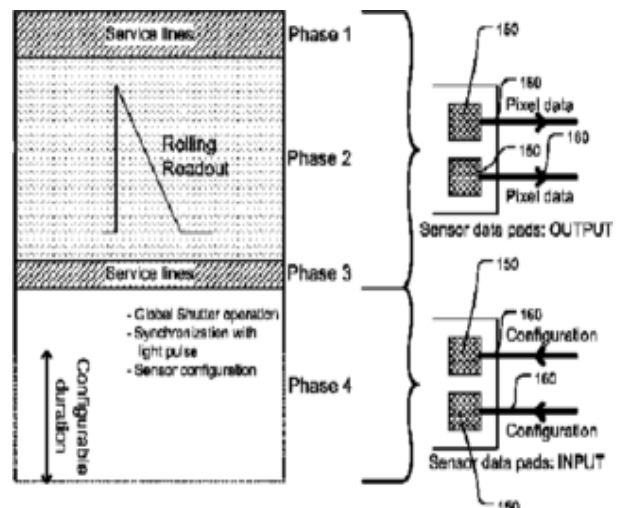 Service lines
Phase 1
Rolling
Readout
Phase 2
Service lines
Phase 3
- Global Shutter operation
- Synchronization with
light pulse
- Sensor configuration
Phase 4
Configurable
duration
150
160
Pixel data
150
160
Pixel data
Sensor data pads: OUTPUT
150
160
Configuration
160
Configuration
Sensor data pads: INPUT
150